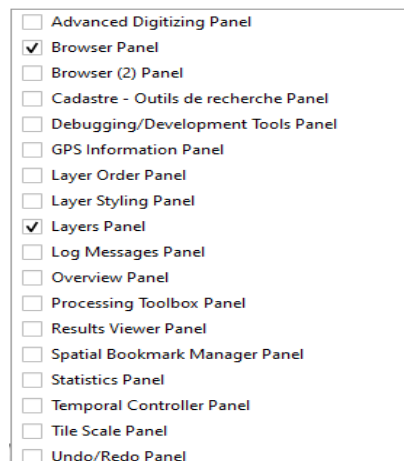 Advanced Digitizing Panel
Browser Panel
Browser (2) Panel
Cadastre - Outils de recherche Panel
Debugging/Development Tools Panel
GPS Information Panel
Layer Order Panel
Layer Styling Panel
Layers Panel
Log Messages Panel
Overview Panel
Processing Toolbox Panel
Results Viewer Panel
Spatial Bookmark Manager Panel
Statistics Panel
Temporal Controller Panel
Tile Scale Panel
Undo/Redo Panel